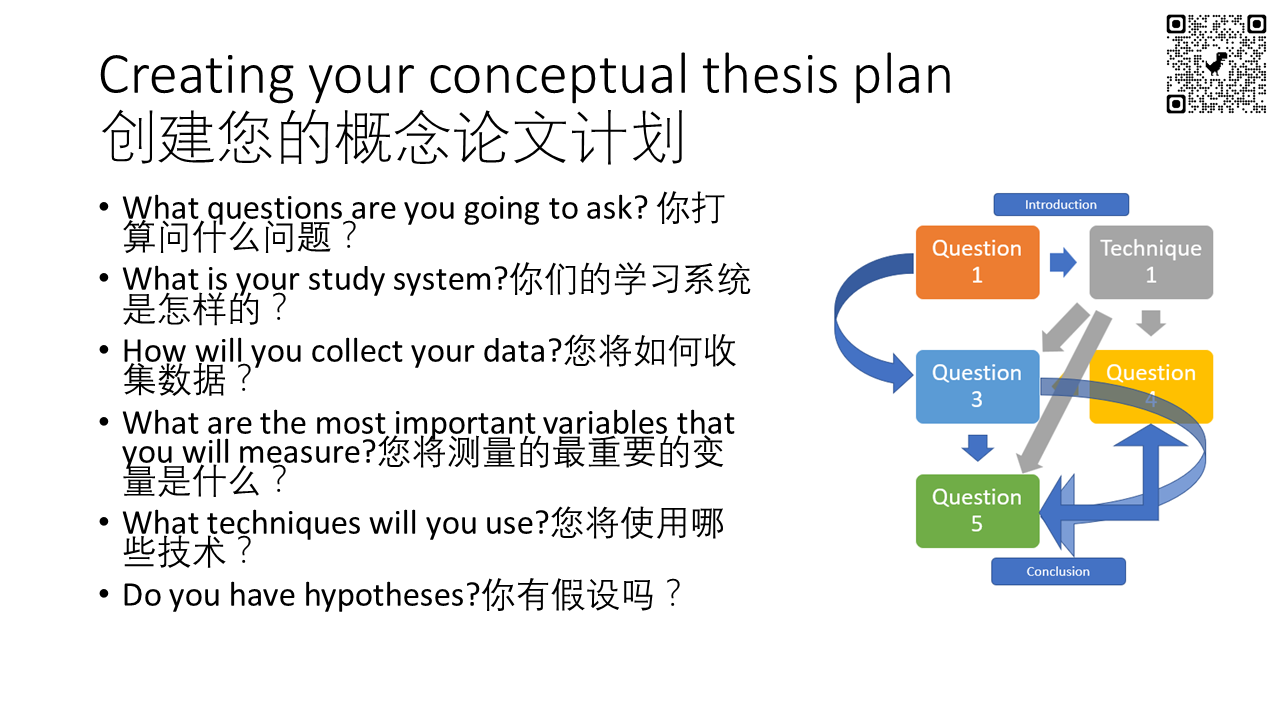 Creating your conceptual thesis plan
创建您的概念论文计划
• What questions are you going to ask? 你打
算问什么问题？
• What is your study system?你们的学习系统
是怎样的？
• How will you collect your data?您将如何收
集数据？
• What are the most important variables that
you will measure?您将测量的最重要的变
量是什么？
• What techniques will you use?您将使用哪
些技术？
• Do you have hypotheses?你有假设吗？
Introduction
Question
1
Technique
1
Question
3
Question
4
Question
5
Conclusion